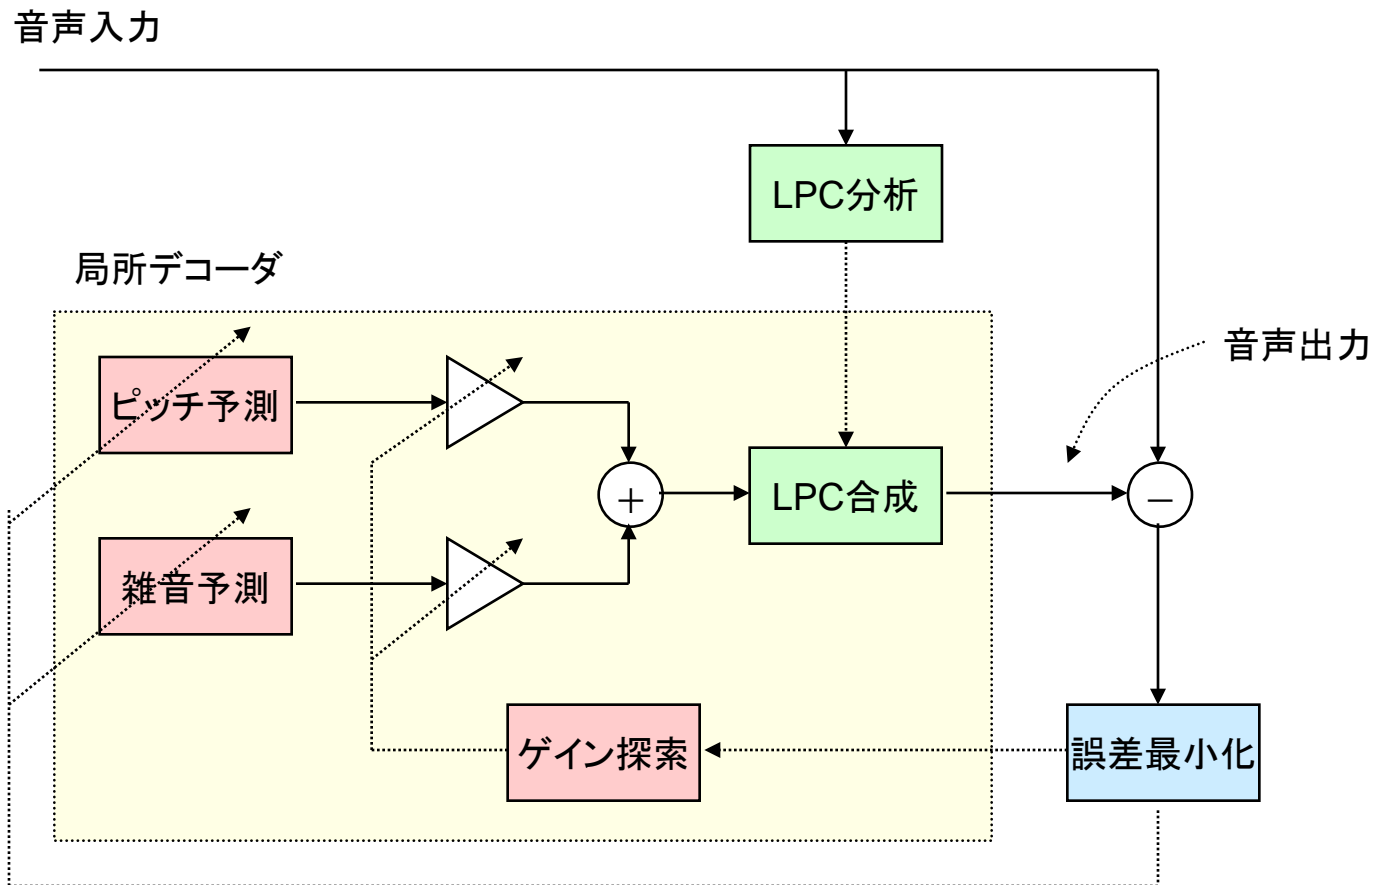 音声入力
LPC分析
局所デコーダ
音声出力
ピッチ予測
LPC合成
+
−
雑音予測
ゲイン探索
誤差最小化